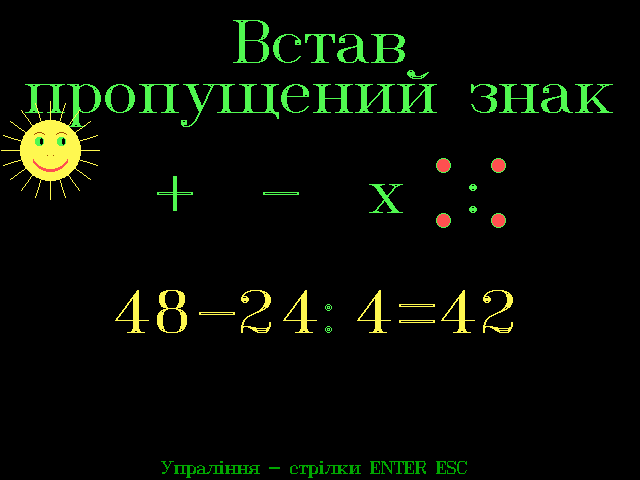 Встав
пропущений знак
+ − x :
48−24:4=42
Упраління − стрілки ENTER ESC